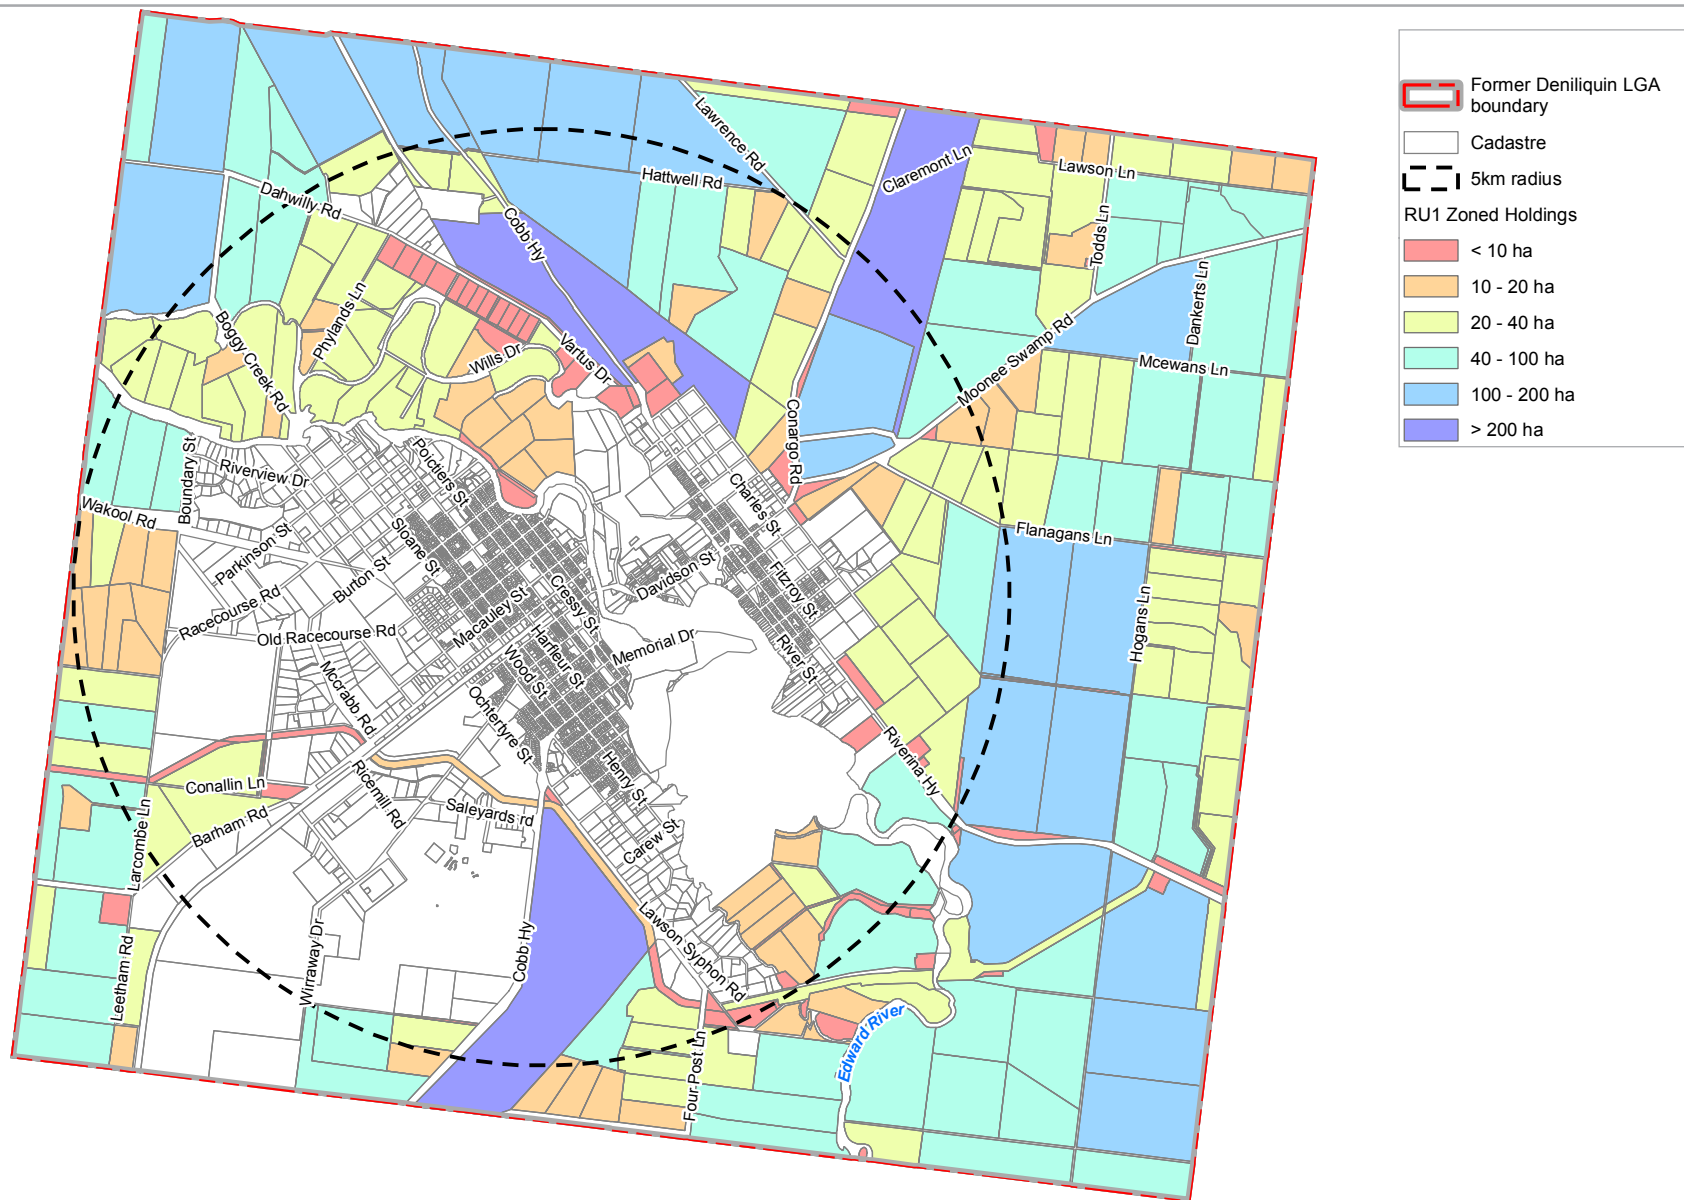 Former Deniliquin LGA
boundary
Cadastre
5km radius
RU1 Zoned Holdings
< 10 ha
10 - 20 ha
20 - 40 ha
40 - 100 ha
100 - 200 ha
> 200 ha
Lawrence Rd
Claremont Ln
Lawson Ln
Hattwell Rd
Dahwilly Rd
Cobb Hy
Todds Ln
Dankerts Ln
Phylands Ln
Boggy Creek Rd
Wills Dr
Vartus Dr
Moonee Swamp Rd
Mcewans Ln
Conargo Rd
Boundary St
Riverview Dr
Poictiers St
Charles St
Wakool Rd
Sloane St
Parkinson St
Burton St
Flanagans Ln
Davidson St
Fitzroy St
Cressy St
Racecourse Rd
Macauley St
Hogans Ln
Old Racecourse Rd
Harfleur St
Memorial Dr
River St
Wood St
Mccrabb Rd
Ochtertyre St
Riverina Hy
Henry St
Conallin Ln
Ricemill Rd
Saleyards rd
Barham Rd
Larcombe Ln
Carew St
Lawson Syphon Rd
Wirraway Dr
Cobb Hy
Leetham Rd
Edward River
Four Post Ln